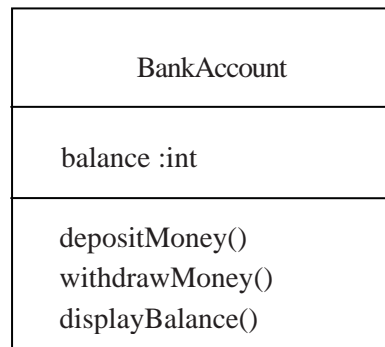 BankAccount
balance :int
depositMoney()
withdrawMoney()
displayBalance()